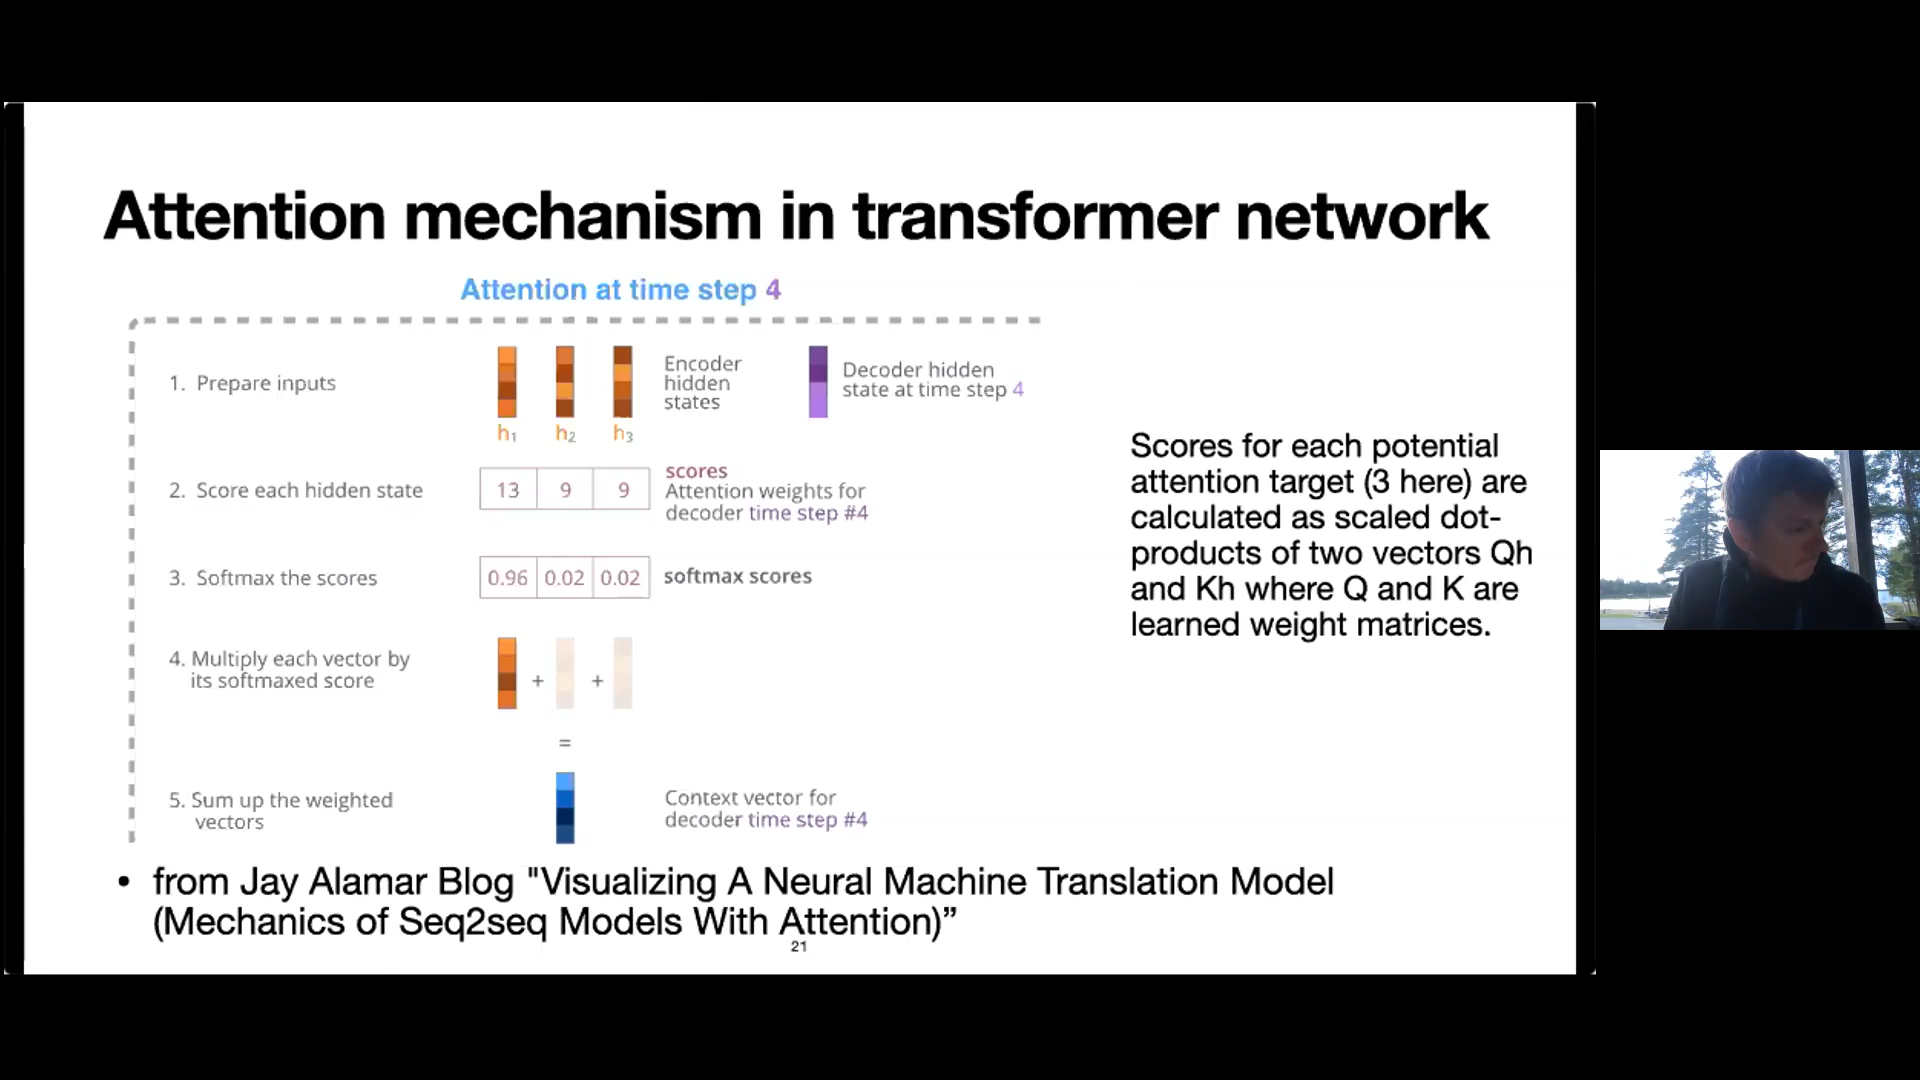 Attention mechanism in transformer network
Attention at time step 4
1. Prepare inputs
h1 h2 h3
Encoder
hidden
states
Decoder hidden
state at time step 4
2. Score each hidden state
13 9 9
scores
Attention weights for
decoder time step #4
3. Softmax the scores
0.96 0.02 0.02
softmax scores
4. Multiply each vector by
its softmaxed score
+ +
=
5. Sum up the weighted
vectors
Context vector for
decoder time step #4
Scores for each potential
attention target (3 here) are
calculated as scaled dot-
products of two vectors Qh
and Kh where Q and K are
learned weight matrices.
• from Jay Alamar Blog "Visualizing A Neural Machine Translation Model
(Mechanics of Seq2seq Models With Attention)”
21